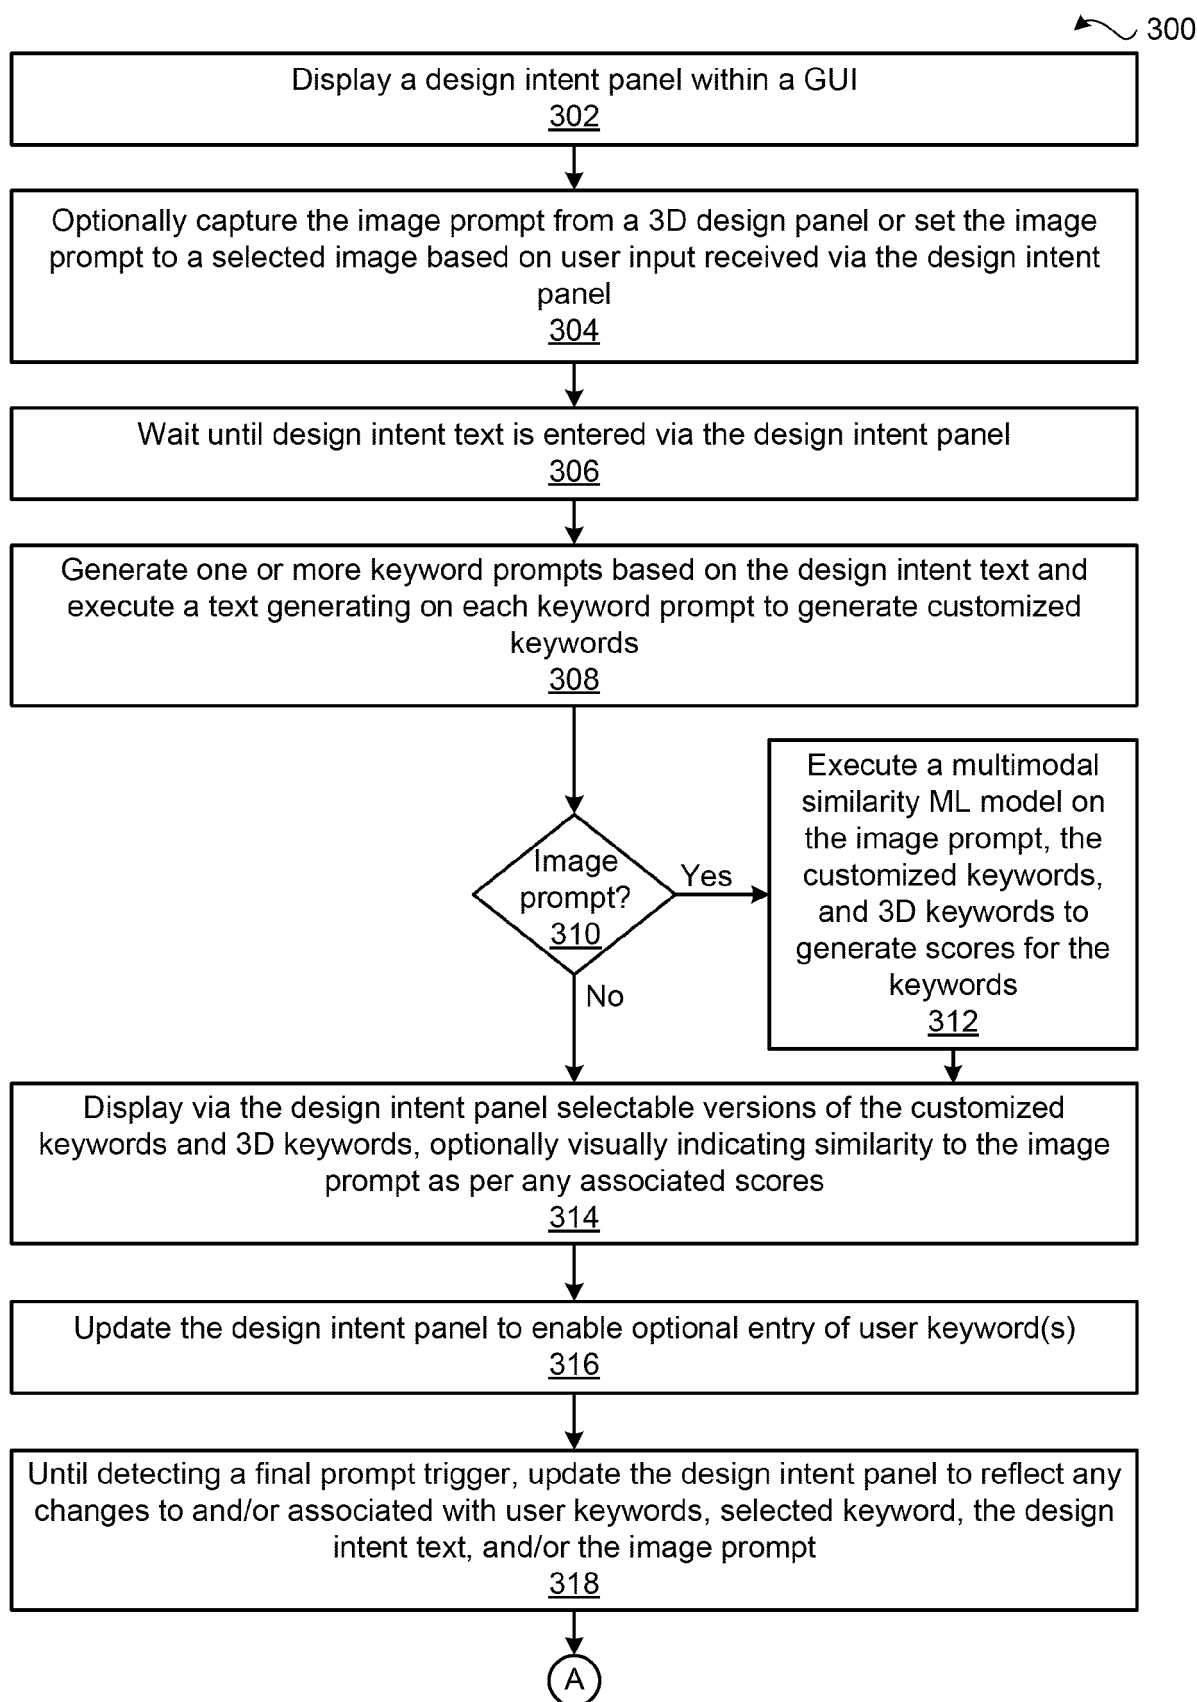 300
Display a design intent panel within a GUI
302
Optionally capture the image prompt from a 3D design panel or set the image
prompt to a selected image based on user input received via the design intent
panel
304
Wait until design intent text is entered via the design intent panel
306
Generate one or more keyword prompts based on the design intent text and
execute a text generating on each keyword prompt to generate customized
keywords
308
Image
prompt?
310
Yes
No
Execute a multimodal
similarity ML model on
the image prompt, the
customized keywords,
and 3D keywords to
generate scores for the
keywords
312
Display via the design intent panel selectable versions of the customized
keywords and 3D keywords, optionally visually indicating similarity to the image
prompt as per any associated scores
314
Update the design intent panel to enable optional entry of user keyword(s)
316
Until detecting a final prompt trigger, update the design intent panel to reflect any
changes to and/or associated with user keywords, selected keyword, the design
intent text, and/or the image prompt
318
A